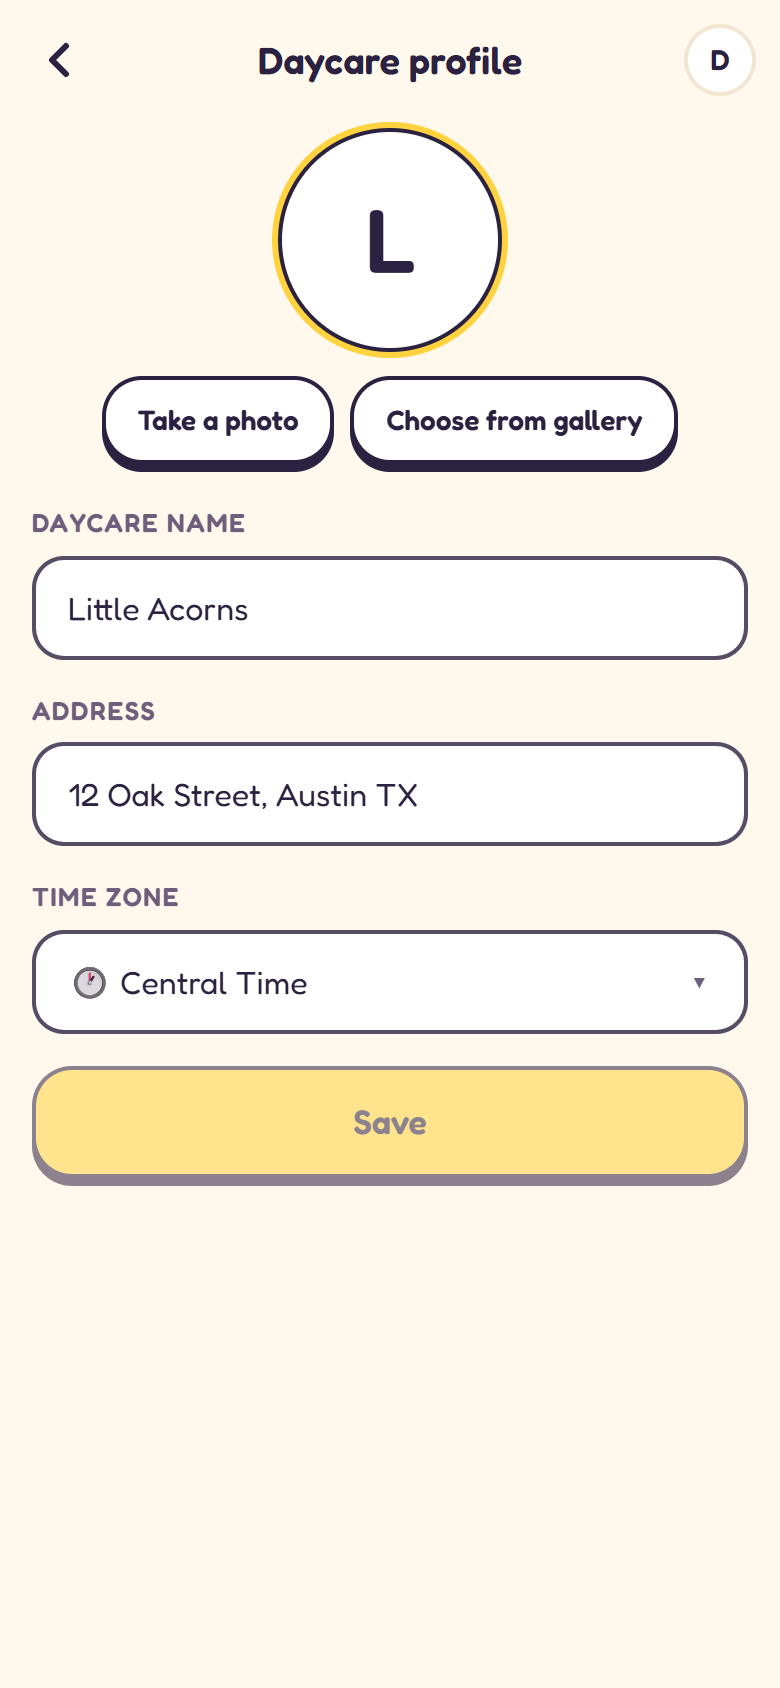 Daycare profile
D
L
Take a photo
Choose from gallery
DAYCARE NAME
Little Acorns
ADDRESS
12 Oak Street, Austin TX
TIME ZONE
Central Time
Save